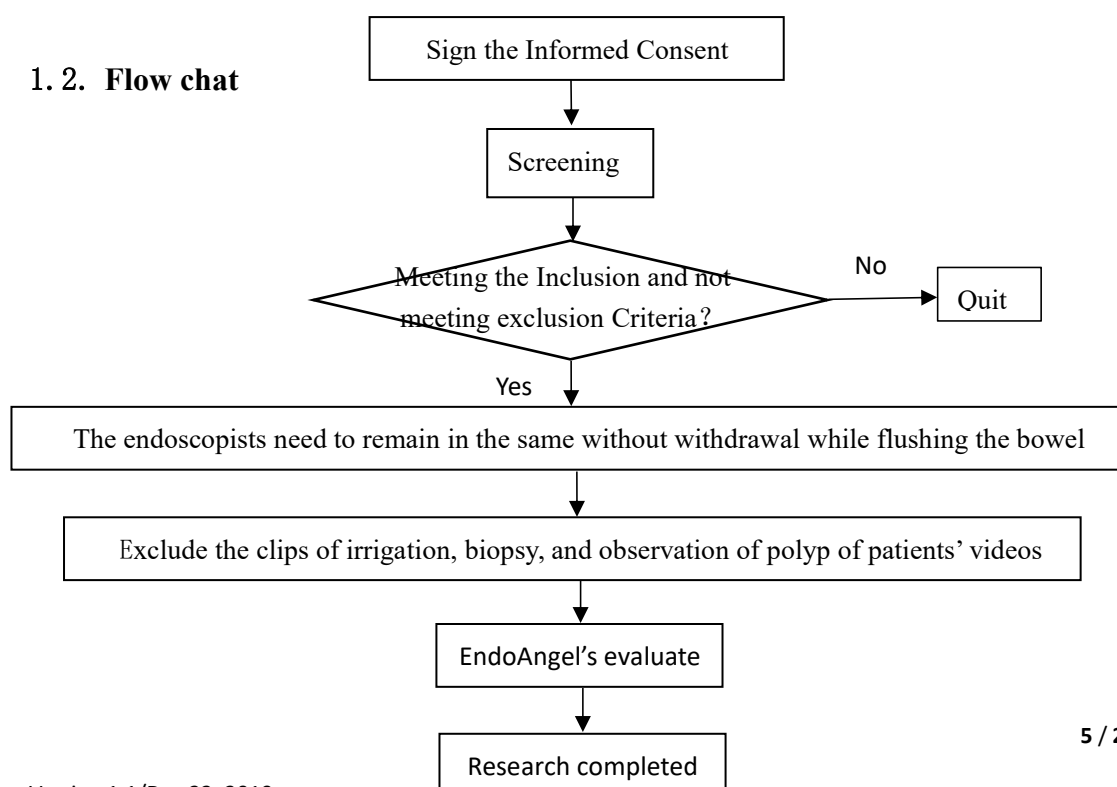 Sign the Informed Consent
1.2. Flow chat
Screening
Meeting the Inclusion and not
meeting exclusion Criteria?
No
Quit
Yes
The endoscopists need to remain in the same without withdrawal while flushing the bowel
Exclude the clips of irrigation, biopsy, and observation of polyp of patients’ videos
EndoAngel’s evaluate
5 / 2
Research completed